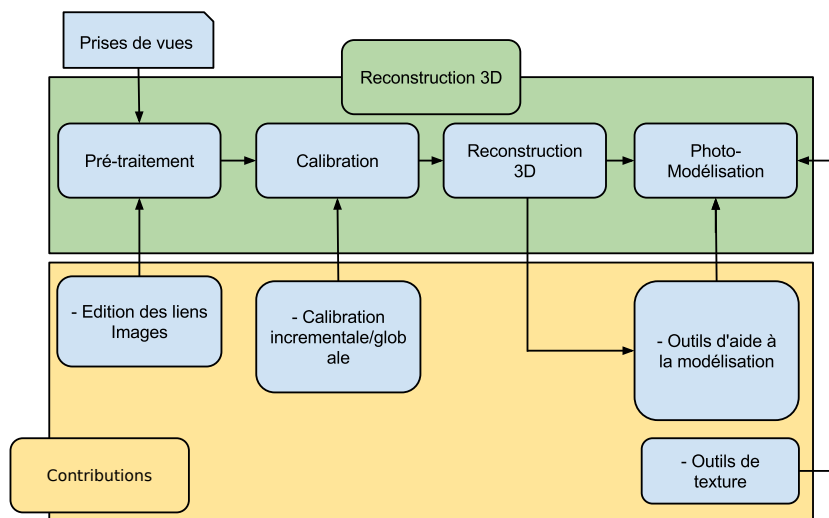 Prises de vues
Reconstruction 3D
Pré-traitement
Calibration
Reconstruction
3D
Photo-
Modélisation
- Edition des liens
Images
- Calibration
incrementale/glob
ale
- Outils d'aide à
la modélisation
Contributions
- Outils de
texture